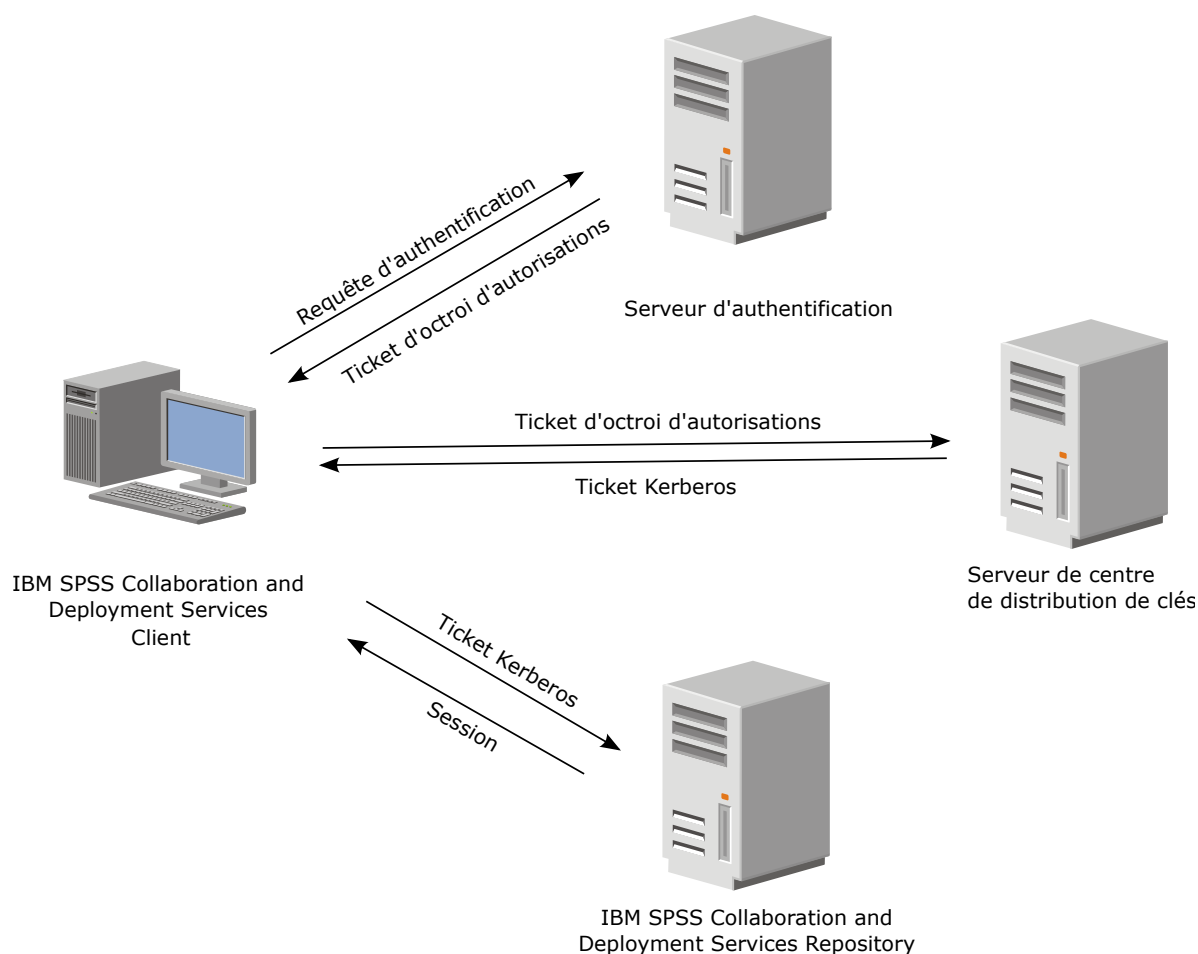 Requête d'authentification
Ticket d'octroi d'autorisations
Serveur d'authentification
Ticket d'octroi d'autorisations
Ticket Kerberos
IBM SPSS Collaboration and
Deployment Services
Client
Serveur de centre
de distribution de clés
Ticket Kerberos
Session
IBM SPSS Collaboration and
Deployment Services Repository